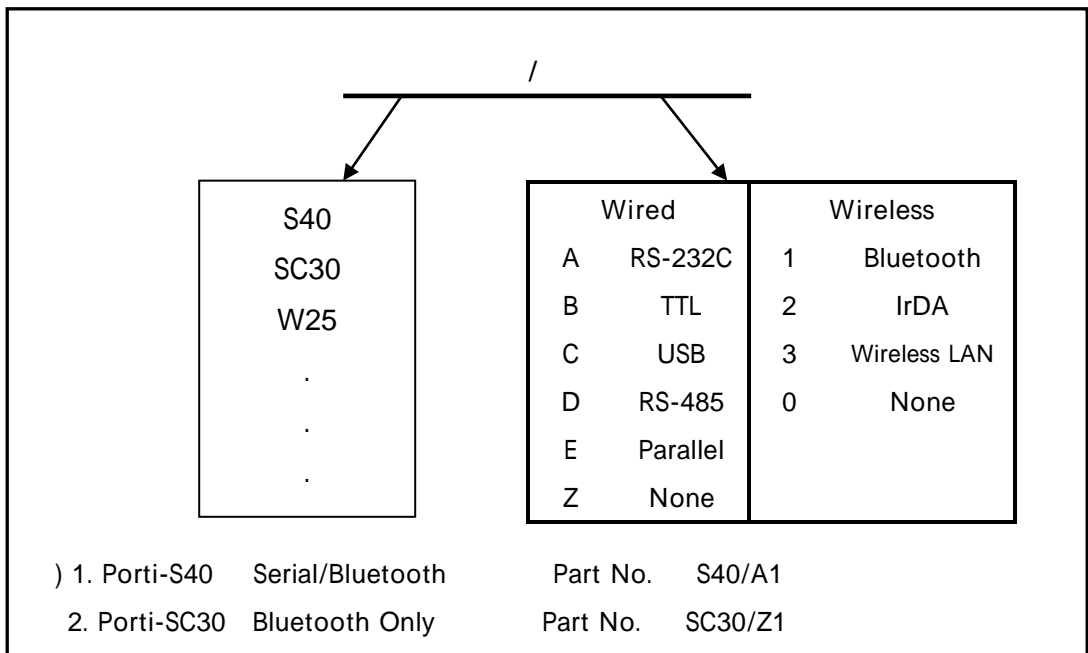 /
S40
SC30
W25
.
.
.
Wired Wireless
A RS-232C 1 Bluetooth
B TTL 2 IrDA
C USB 3 Wireless LAN
D RS-485 0 None
E Parallel
Z None
) 1. Porti-S40 Serial/Bluetooth Part No. S40/A1
2. Porti-SC30 Bluetooth Only Part No. SC30/Z1